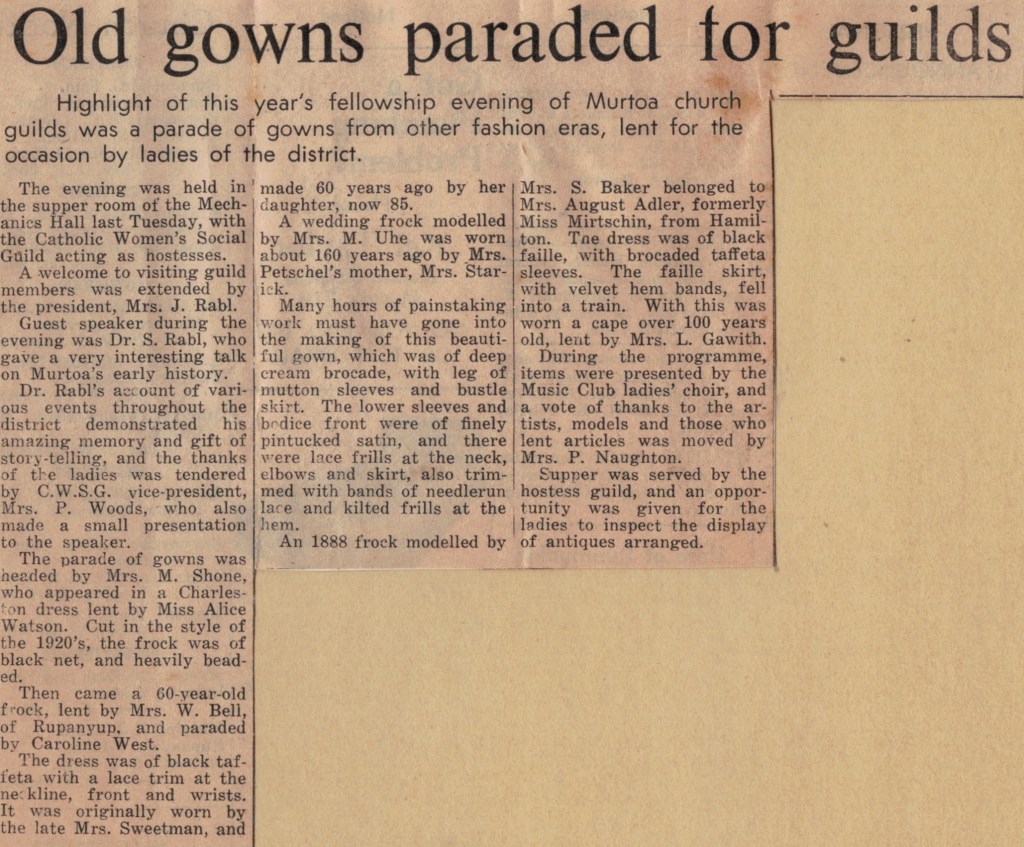 Old gowns paraded for guilds
Highlight of this year's fellowship evening of Murtoa church
guilds was a parade of gowns from other fashion eras, lent for the
occasion by ladies of the district.
The evening was held in
the supper room of the Mech-
anics Hall last Tuesday, with
the Catholic Women's Social
Guild acting as hostesses.
A welcome to visiting guild
members was extended by
the president, Mrs. J. Rabl.
Guest speaker during the
evening was Dr. S. Rabl, who
gave a very interesting talk
on Murtoa's early history.
Dr. Rabl's account of vari-
ous events throughout the
district demonstrated his
amazing memory and gift of
story-telling, and the thanks
of the ladies was tendered
by C.W.S.G. vice-president,
Mrs. P. Woods, who also
made a small presentation
to the speaker.
The parade of gowns was
headed by Mrs. M. Shone,
who appeared in a Charles-
ton dress lent by Miss Alice
Watson. Cut in the style of
the 1920's, the frock was of
black net, and heavily bead-
ed.
Then came a 60-year-old
frock, lent by Mrs. W. Bell,
of Rupanyup, and paraded
by Caroline West.
The dress was of black taf-
feta with a lace trim at the
neckline, front and wrists.
It was originally worn by
the late Mrs. Sweetman, and
made 60 years ago by her
daughter, now 85.
A wedding frock modelled
by Mrs. M. Uhe was worn
about 160 years ago by Mrs.
Petschel's mother, Mrs. Star-
ick.
Many hours of painstaking
work must have gone into
the making of this beauti-
ful gown, which was of deep
cream brocade, with leg of
mutton sleeves and bustle
skirt. The lower sleeves and
bodice front were of finely
pintucked satin, and there
were lace frills at the neck,
elbows and skirt, also trim-
med with bands of needlerun
lace and kilted frills at the
hem.
An 1888 frock modelled by
Mrs. S. Baker belonged to
Mrs. August Adler, formerly
Miss Mirtschin, from Hamil-
ton. The dress was of black
faille, with brocaded taffeta
sleeves. The faille skirt,
with velvet hem bands, fell
into a train. With this was
worn a cape over 100 years
old, lent by Mrs. L. Gawith.
During the programme,
items were presented by the
Music Club ladies' choir, and
a vote of thanks to the ar-
tists, models and those who
lent articles was moved by
Mrs. P. Naughton.
Supper was served by the
hostess guild, and an oppor-
tunity was given for the
ladies to inspect the display
of antiques arranged.